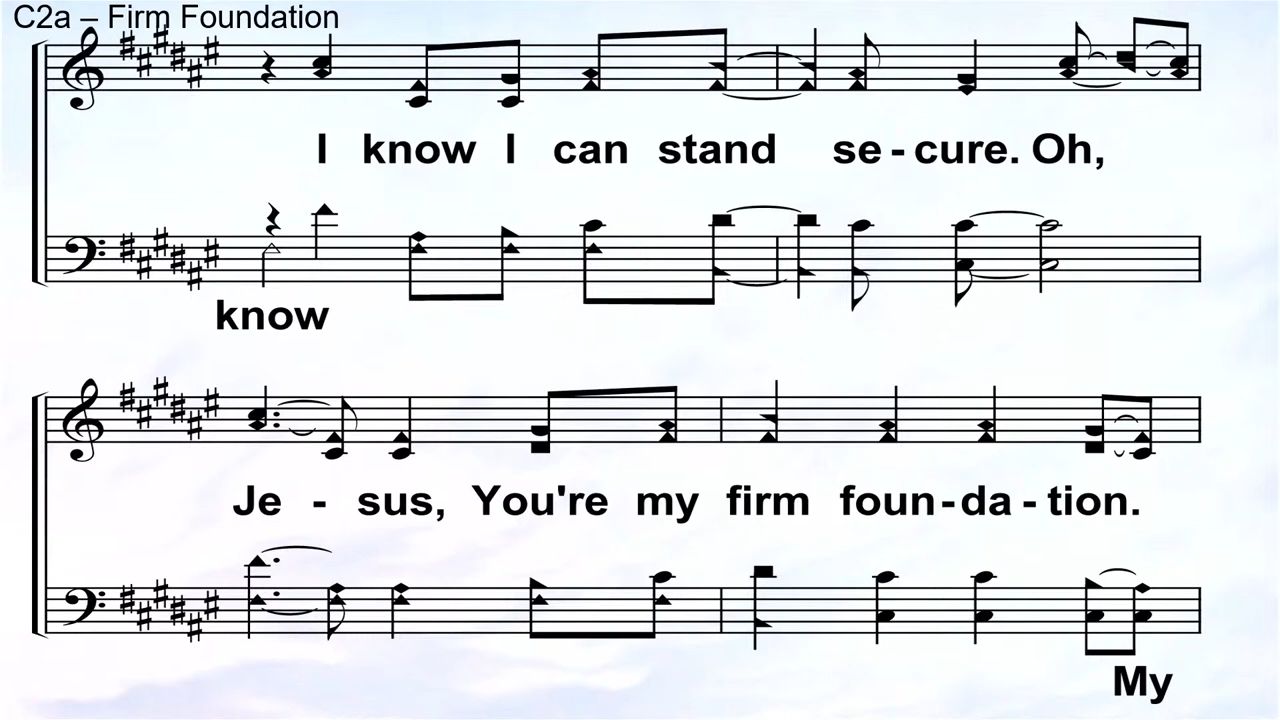 C2a – Firm Foundation
I know I can stand se - cure. Oh,
know
Je - sus, You're my firm foun - da - tion.
My